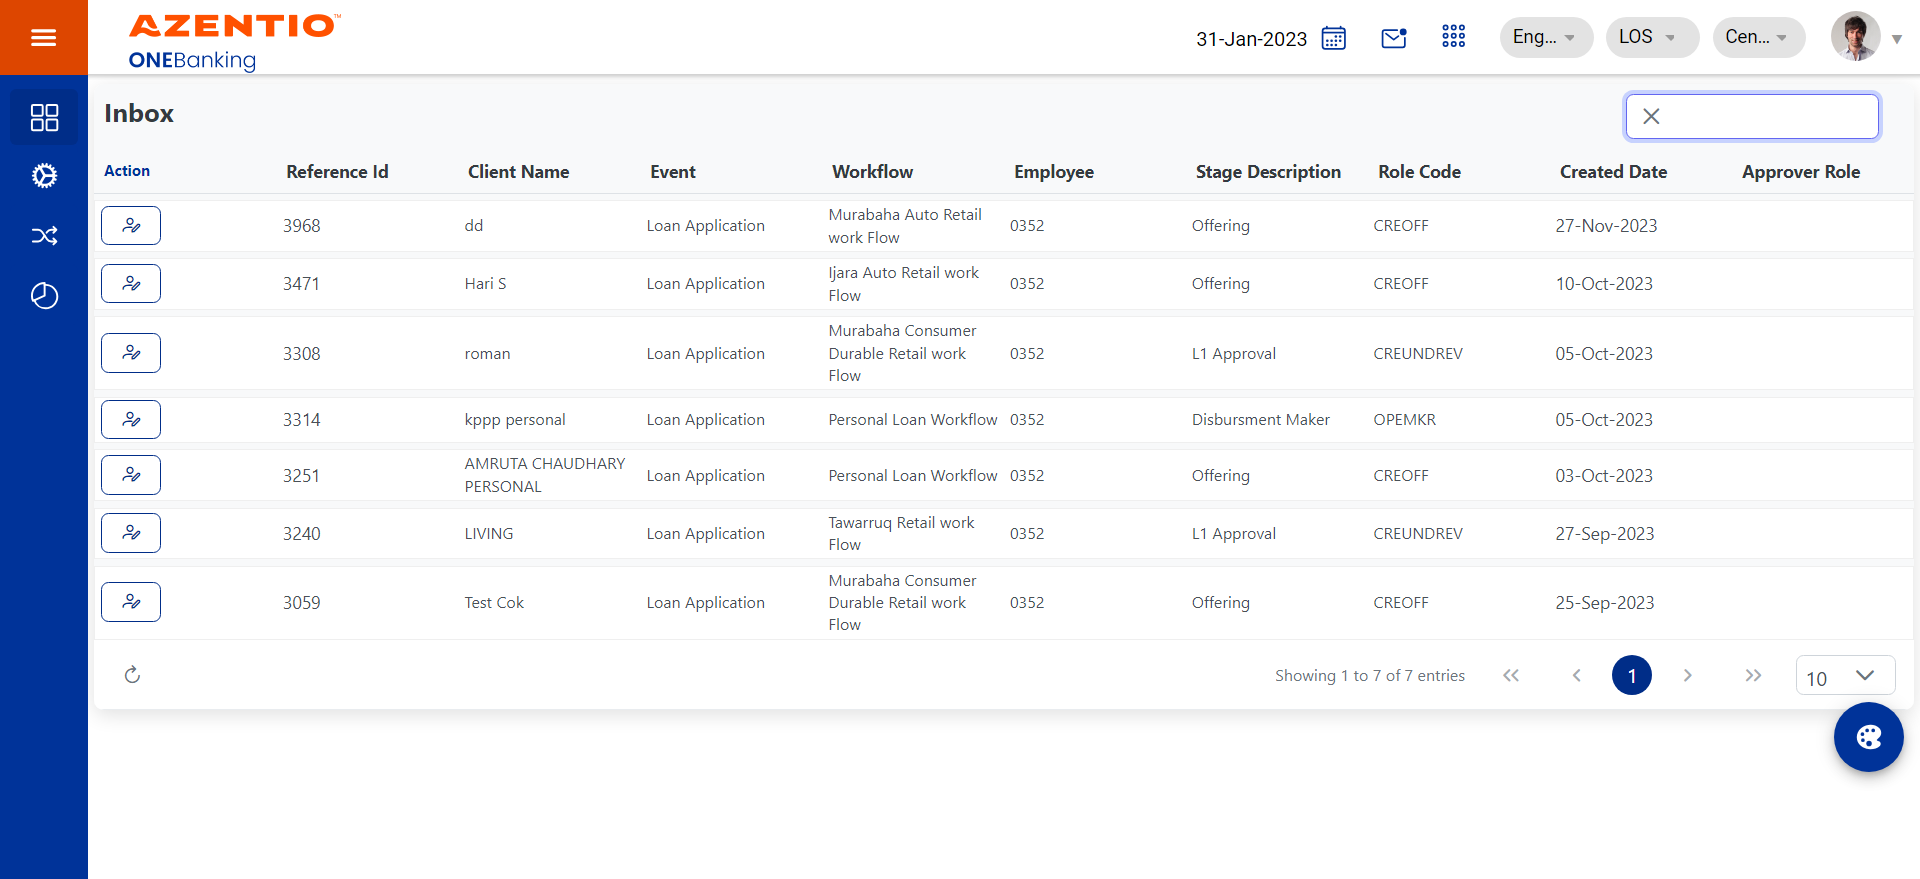 AZENTIO™
ONEBanking
31-Jan-2023
Eng...
LOS
Cen...
Inbox
Action Reference Id Client Name Event Workflow Employee Stage Description Role Code Created Date Approver Role
3968 dd Loan Application Murabaha Auto Retail work Flow 0352 Offering CREOFF 27-Nov-2023
3471 Hari S Loan Application Ijara Auto Retail work Flow 0352 Offering CREOFF 10-Oct-2023
3308 roman Loan Application Murabaha Consumer Durable Retail work Flow 0352 L1 Approval CREUNDREV 05-Oct-2023
3314 kppp personal Loan Application Personal Loan Workflow 0352 Disbursment Maker OPEMKR 05-Oct-2023
3251 AMRUTA CHAUDHARY PERSONAL Loan Application Personal Loan Workflow 0352 Offering CREOFF 03-Oct-2023
3240 LIVING Loan Application Tawarruq Retail work Flow 0352 L1 Approval CREUNDREV 27-Sep-2023
3059 Test Cok Loan Application Murabaha Consumer Durable Retail work Flow 0352 Offering CREOFF 25-Sep-2023
Showing 1 to 7 of 7 entries
1
10